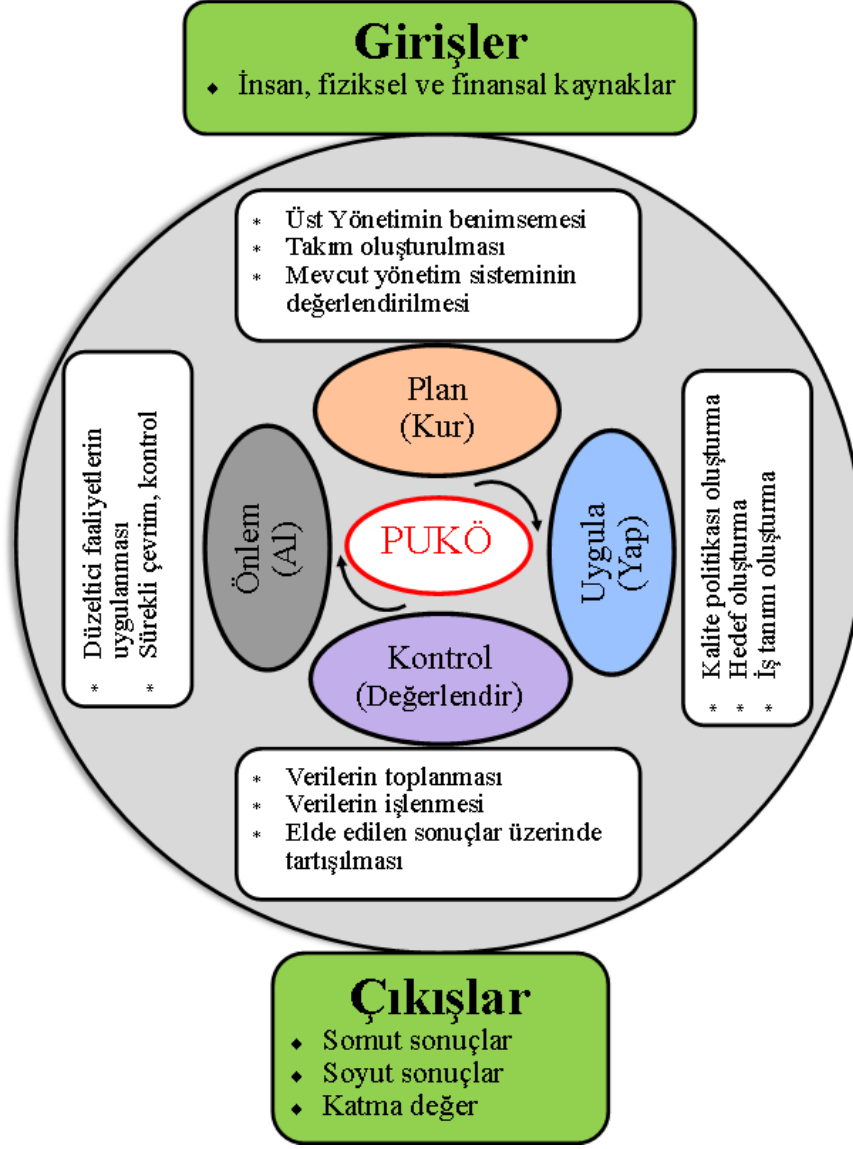 Girişler
⬥ İnsan, fiziksel ve finansal kaynaklar
* Üst Yönetimin benimsemesi
* Takım oluşturulması
* Mevcut yönetim sisteminin
değerlendirilmesi
Plan
(Kur)
Uygula
(Yap)
* Kalite politikası oluşturma
* Hedef oluşturma
* İş tanımı oluşturma
PUKÖ
Kontrol
(Değerlendir)
* Verilerin toplanması
* Verilerin işlenmesi
* Elde edilen sonuçlar üzerinde
tartışılması
Önlem
(Al)
* Düzeltici faaliyetlerin
uygulanması
* Sürekli çevrim, kontrol
Çıkışlar
⬥ Somut sonuçlar
⬥ Soyut sonuçlar
⬥ Katma değer